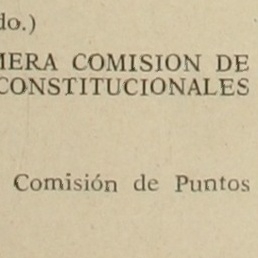 do.)
MERA COMISION DE
CONSTITUCIONALES
Comisión de Puntos